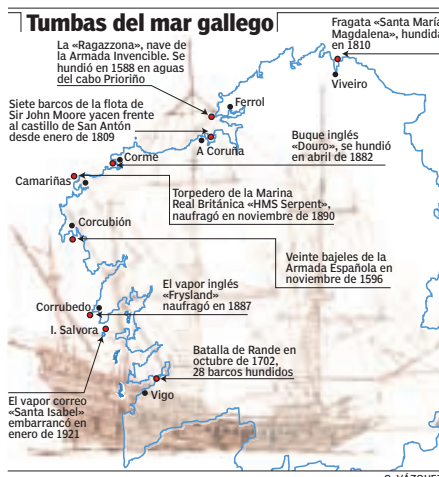 Tumbas del mar gallego
La «Ragazzona», nave de
la Armada Invencible. Se
hundió en 1588 en aguas
del cabo Prioriño
Fragata «Santa María
Magdalena», hundida
en 1810
Viveiro
Ferrol
Siete barcos de la flota de
Sir John Moore yacen frente
al castillo de San Antón
desde enero de 1809
A Coruña
Buque inglés
«Douro», se hundió
en abril de 1882
Corme
Camariñas
Torpedero de la Marina
Real Británica «HMS Serpent»,
naufragó en noviembre de 1890
Corcubión
Veinte bajeles de la
Armada Española en
noviembre de 1596
El vapor inglés
«Frysland»
naufragó en 1887
Corrubedo
I. Salvora
Batalla de Rande en
octubre de 1702,
28 barcos hundidos
Vigo
El vapor correo
«Santa Isabel»
embarrancó en
enero de 1921